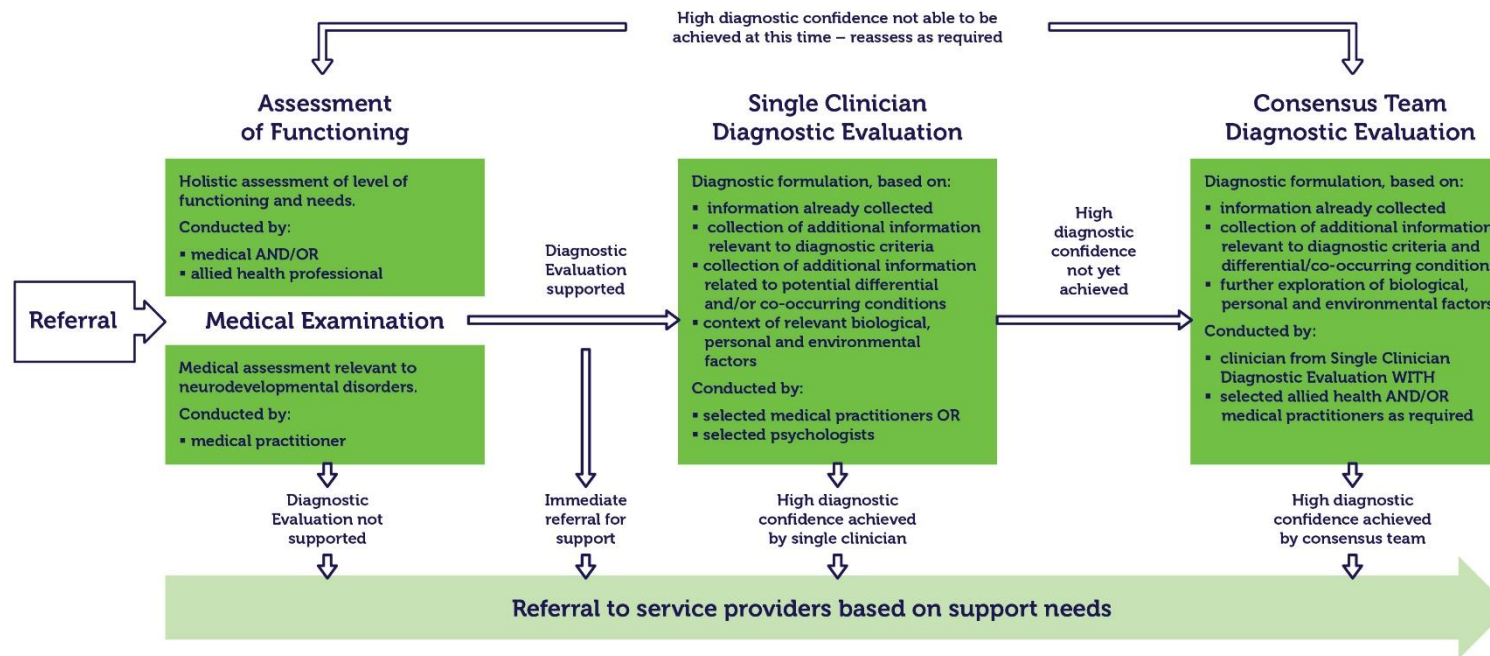 High diagnostic confidence not able to be
achieved at this time – reassess as required
Assessment
of Functioning
Holistic assessment of level of
functioning and needs.
Conducted by:
▪ medical AND/OR
▪ allied health professional
Referral
Medical Examination
Medical assessment relevant to
neurodevelopmental disorders.
Conducted by:
▪ medical practitioner
Diagnostic
Evaluation not
supported
Diagnostic
Evaluation
supported
Immediate
referral for
support
Single Clinician
Diagnostic Evaluation
Diagnostic formulation, based on:
▪ information already collected
▪ collection of additional information
relevant to diagnostic criteria
▪ collection of additional information
related to potential differential
and/or co-occurring conditions
▪ context of relevant biological,
personal and environmental
factors
Conducted by:
▪ selected medical practitioners OR
▪ selected psychologists
High diagnostic
confidence achieved
by single clinician
High
diagnostic
confidence
not yet
achieved
Consensus Team
Diagnostic Evaluation
Diagnostic formulation, based on:
▪ information already collected
▪ collection of additional information
relevant to diagnostic criteria and
differential/co-occurring condition
▪ further exploration of biological,
personal and environmental factors
Conducted by:
▪ clinician from Single Clinician
Diagnostic Evaluation WITH
▪ selected allied health AND/OR
medical practitioners as required
High diagnostic
confidence achieved
by consensus team
Referral to service providers based on support needs